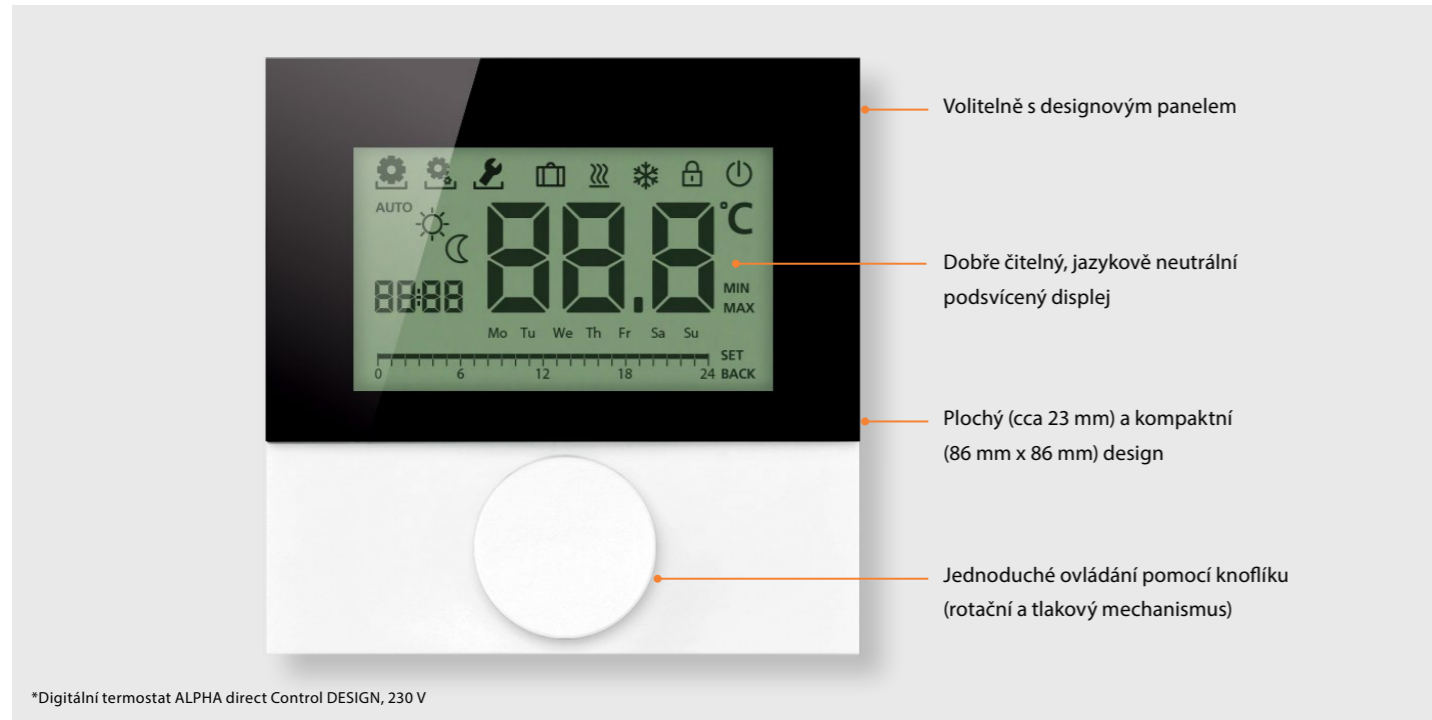 Volitelně s designovým panelem
AUTO
°C
88:88
88.8
Dobře čitelný, jazykově neutrální
podsvícený displej
MIN
MAX
Mo Tu We Th Fr Sa Su
SET
0 6 12 18 24 BACK
Plochý (cca 23 mm) a kompaktní
(86 mm x 86 mm) design
Jednoduché ovládání pomocí knoflíku
(rotační a tlakový mechanismus)
*Digitální termostat ALPHA direct Control DESIGN, 230 V